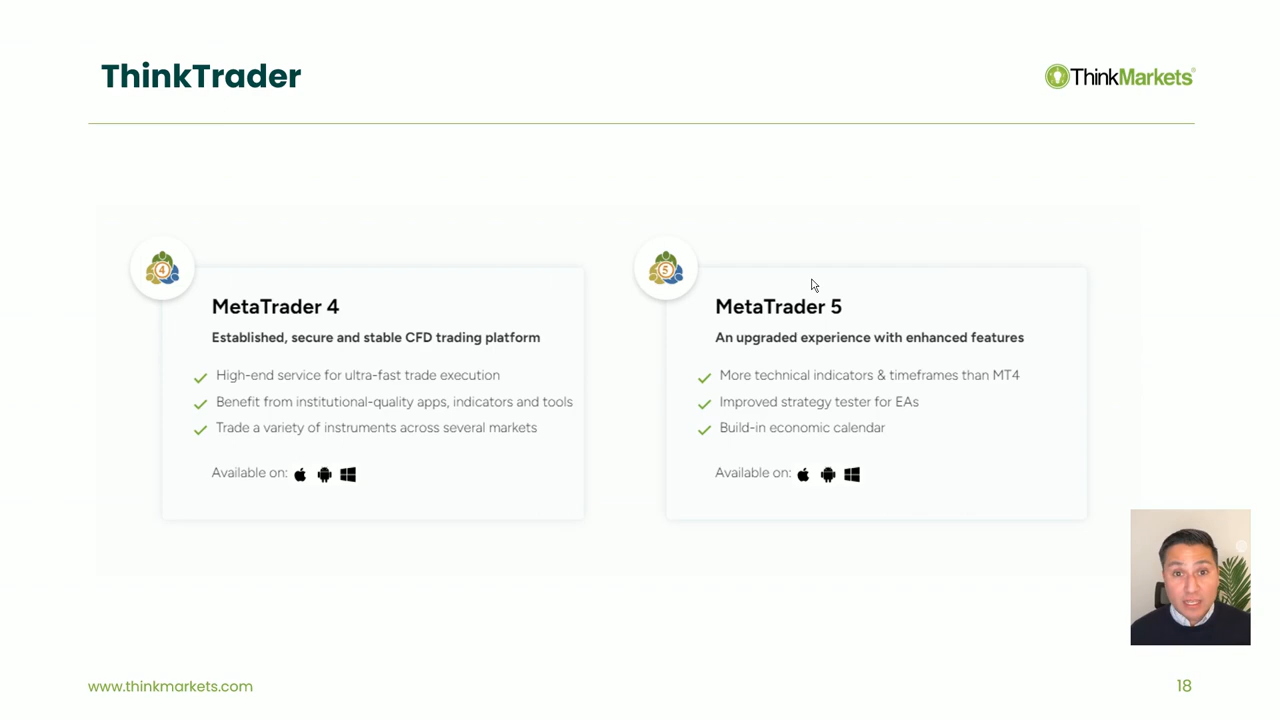 ThinkTrader
ThinkMarkets®
4
MetaTrader 4
Established, secure and stable CFD trading platform
High-end service for ultra-fast trade execution
Benefit from institutional-quality apps, indicators and tools
Trade a variety of instruments across several markets
Available on:
5
MetaTrader 5
An upgraded experience with enhanced features
More technical indicators & timeframes than MT4
Improved strategy tester for EAs
Build-in economic calendar
Available on:
www.thinkmarkets.com
18